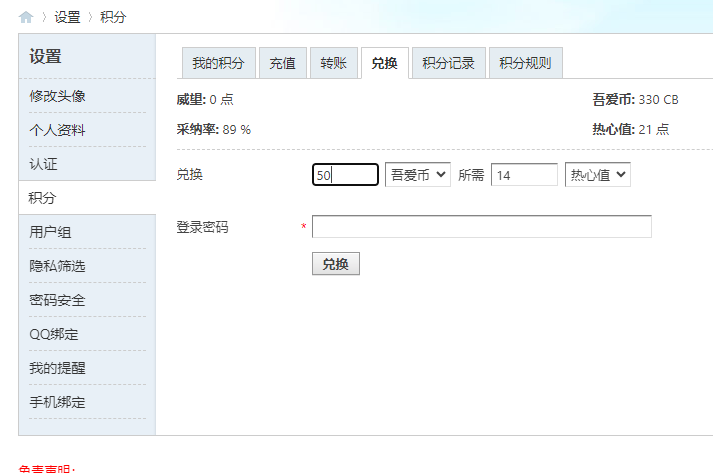 设置 积分
设置
修改头像
个人资料
认证
积分
用户组
隐私筛选
密码安全
QQ绑定
我的提醒
手机绑定
我的积分 充值 转账 兑换 积分记录 积分规则
威望: 0 点 吾爱币: 330 CB
采纳率: 89 % 热心值: 21 点
兑换 50 吾爱币 所需 14 热心值
登录密码 *
兑换
免责声明: